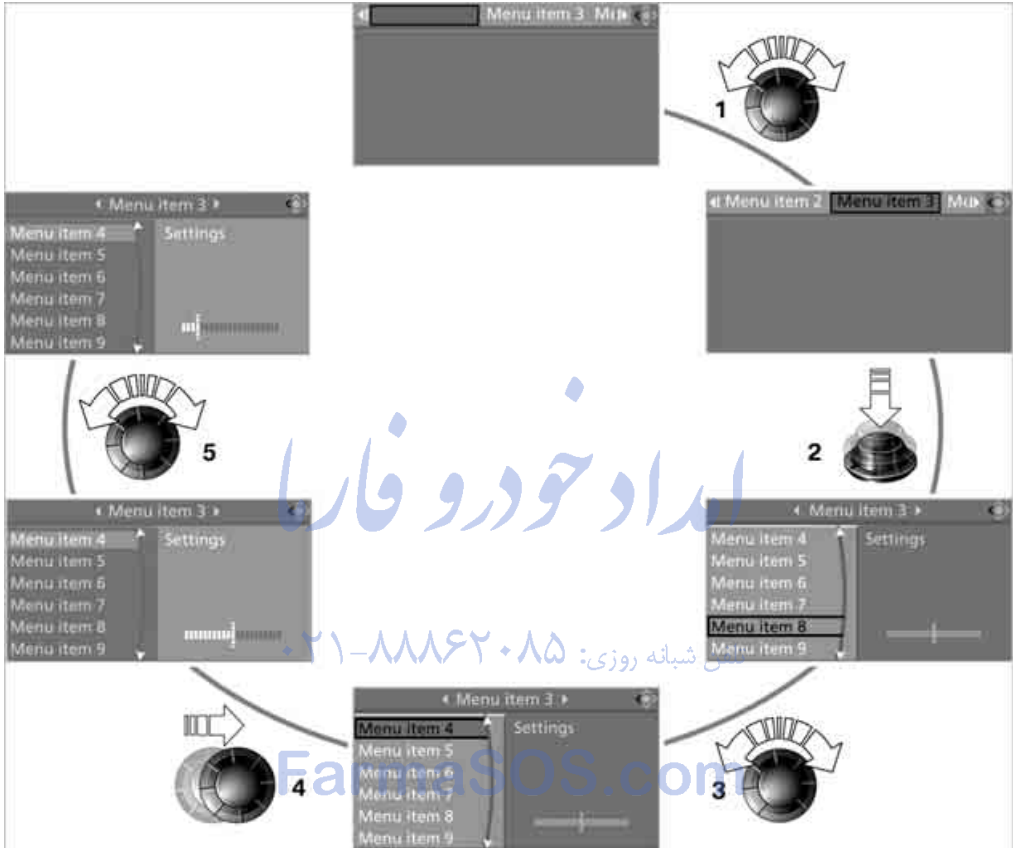 Menu item 3 M
1
Menu item 3
Menu item 4
Menu item 5
Menu item 6
Menu item 7
Menu item 8
Menu item 9
Settings
Menu item 2 Menu item 3 M
5
2
امداد خودرو فارما
Menu item 3
Menu item 4
Menu item 5
Menu item 6
Menu item 7
Menu item 8
Menu item 9
Settings
Menu item 3
Menu item 4
Menu item 5
Menu item 6
Menu item 7
Menu item 8
Menu item 9
Settings
تلفن شبانه روزی: ۰۲۱-۸۸۸۶۲۰۸۵
Menu item 3
Menu item 4
Menu item 5
Menu item 6
Menu item 7
Menu item 8
Menu item 9
Settings
4
3
FarmaSOS.com